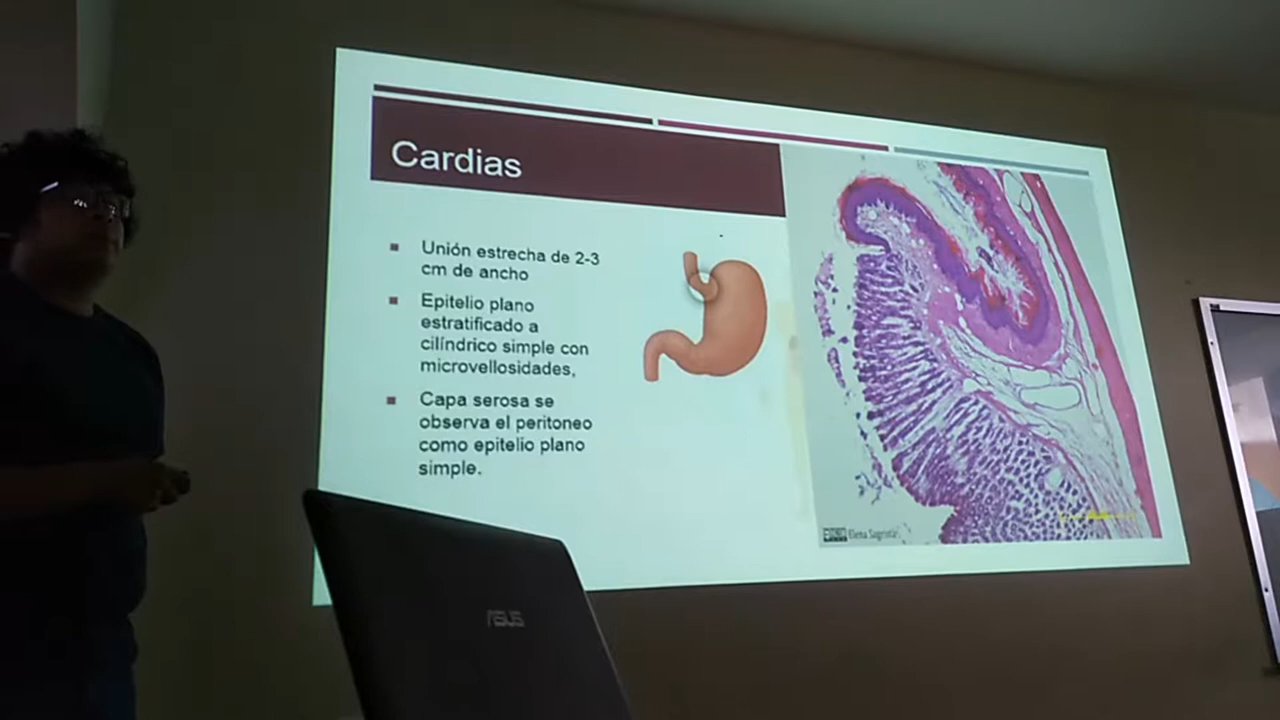 Cardias
Unión estrecha de 2-3
cm de ancho
Epitelio plano
estratificado a
cilíndrico simple con
microvellosidades,
Capa serosa se
observa el peritoneo
como epitelio plano
simple.
Elena Sagristá
ASUS